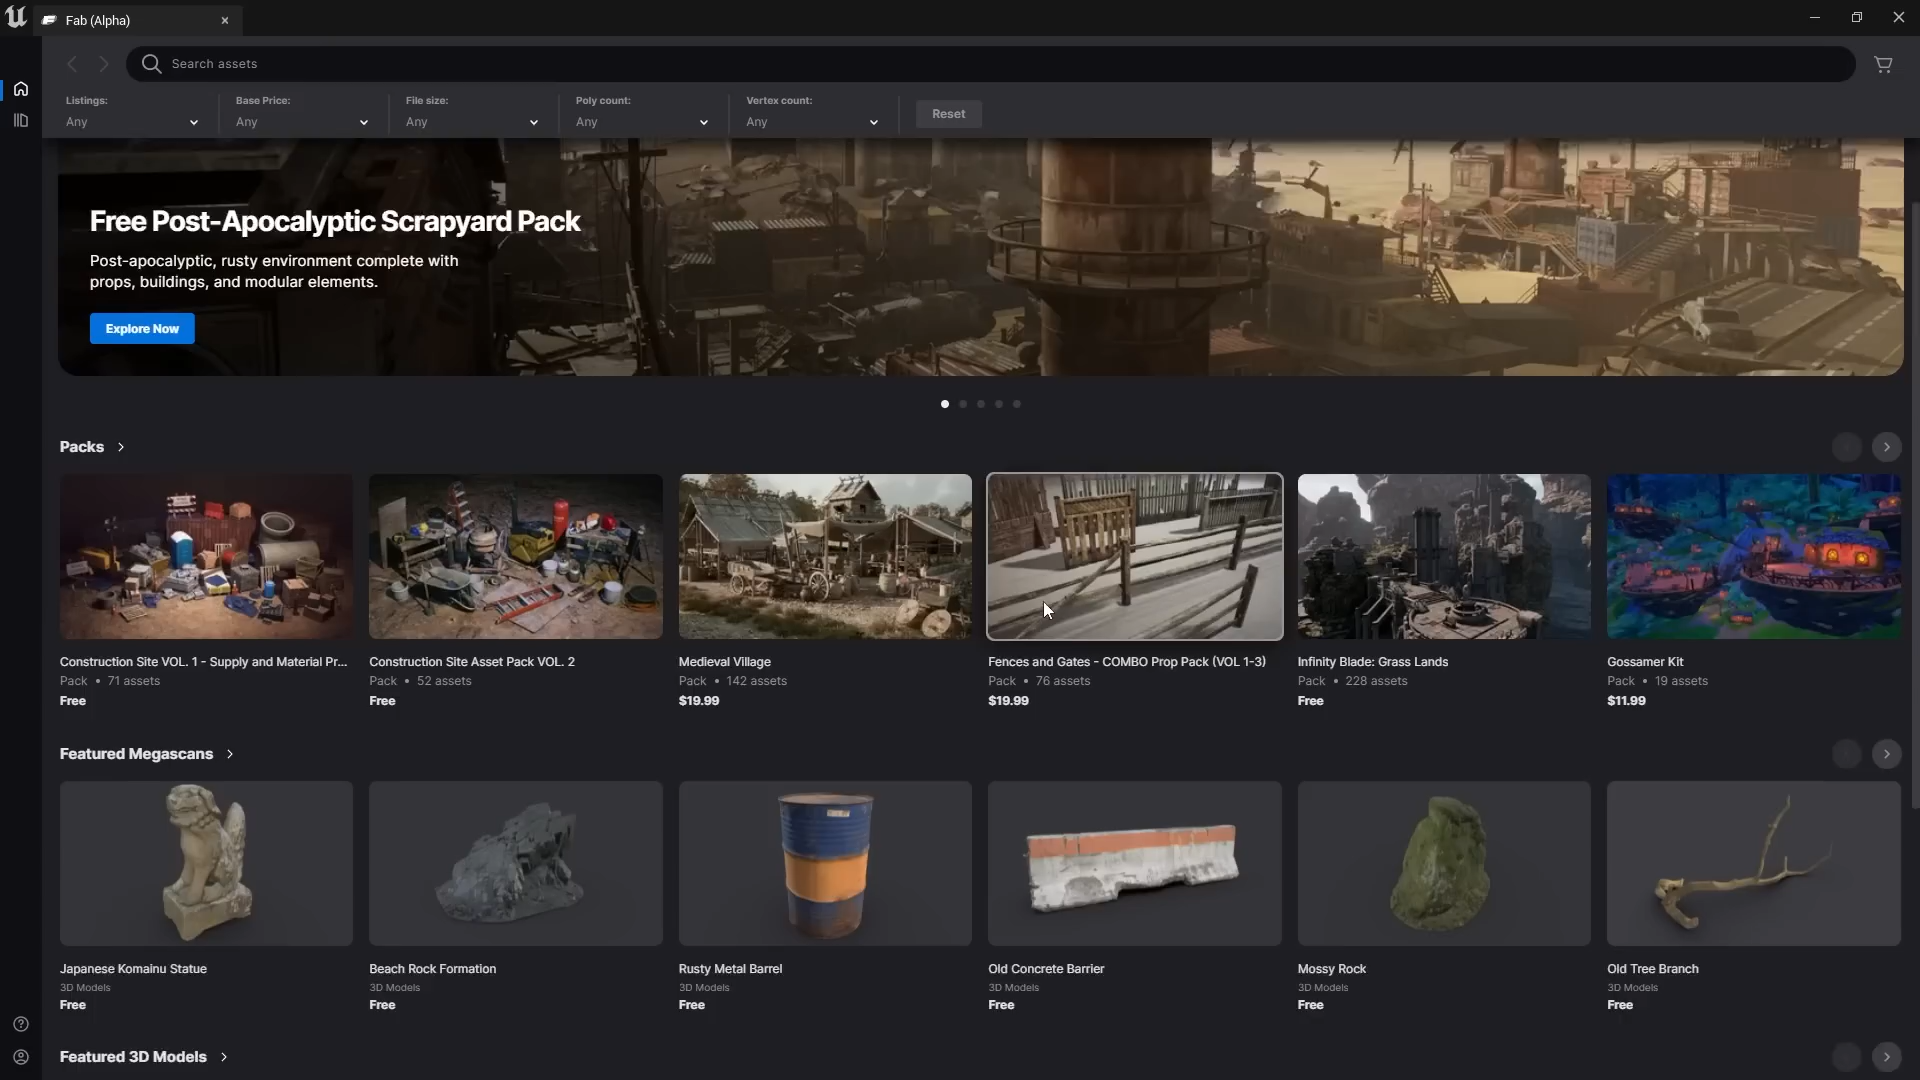 Fab (Alpha)
Search assets
Listings:
Any
Base Price:
Any
File size:
Any
Poly count:
Any
Vertex count:
Any
Reset
Free Post-Apocalyptic Scrapyard Pack
Post-apocalyptic, rusty environment complete with
props, buildings, and modular elements.
Explore Now
Packs
Construction Site VOL. 1 - Supply and Material Pr...
Pack • 71 assets
Free
Construction Site Asset Pack VOL. 2
Pack • 52 assets
Free
Medieval Village
Pack • 142 assets
$19.99
Fences and Gates - COMBO Prop Pack (VOL 1-3)
Pack • 76 assets
$19.99
Infinity Blade: Grass Lands
Pack • 228 assets
Free
Gossamer Kit
Pack • 19 assets
$11.99
Featured Megascans
Japanese Komainu Statue
3D Models
Free
Beach Rock Formation
3D Models
Free
Rusty Metal Barrel
3D Models
Free
Old Concrete Barrier
3D Models
Free
Mossy Rock
3D Models
Free
Old Tree Branch
3D Models
Free
Featured 3D Models